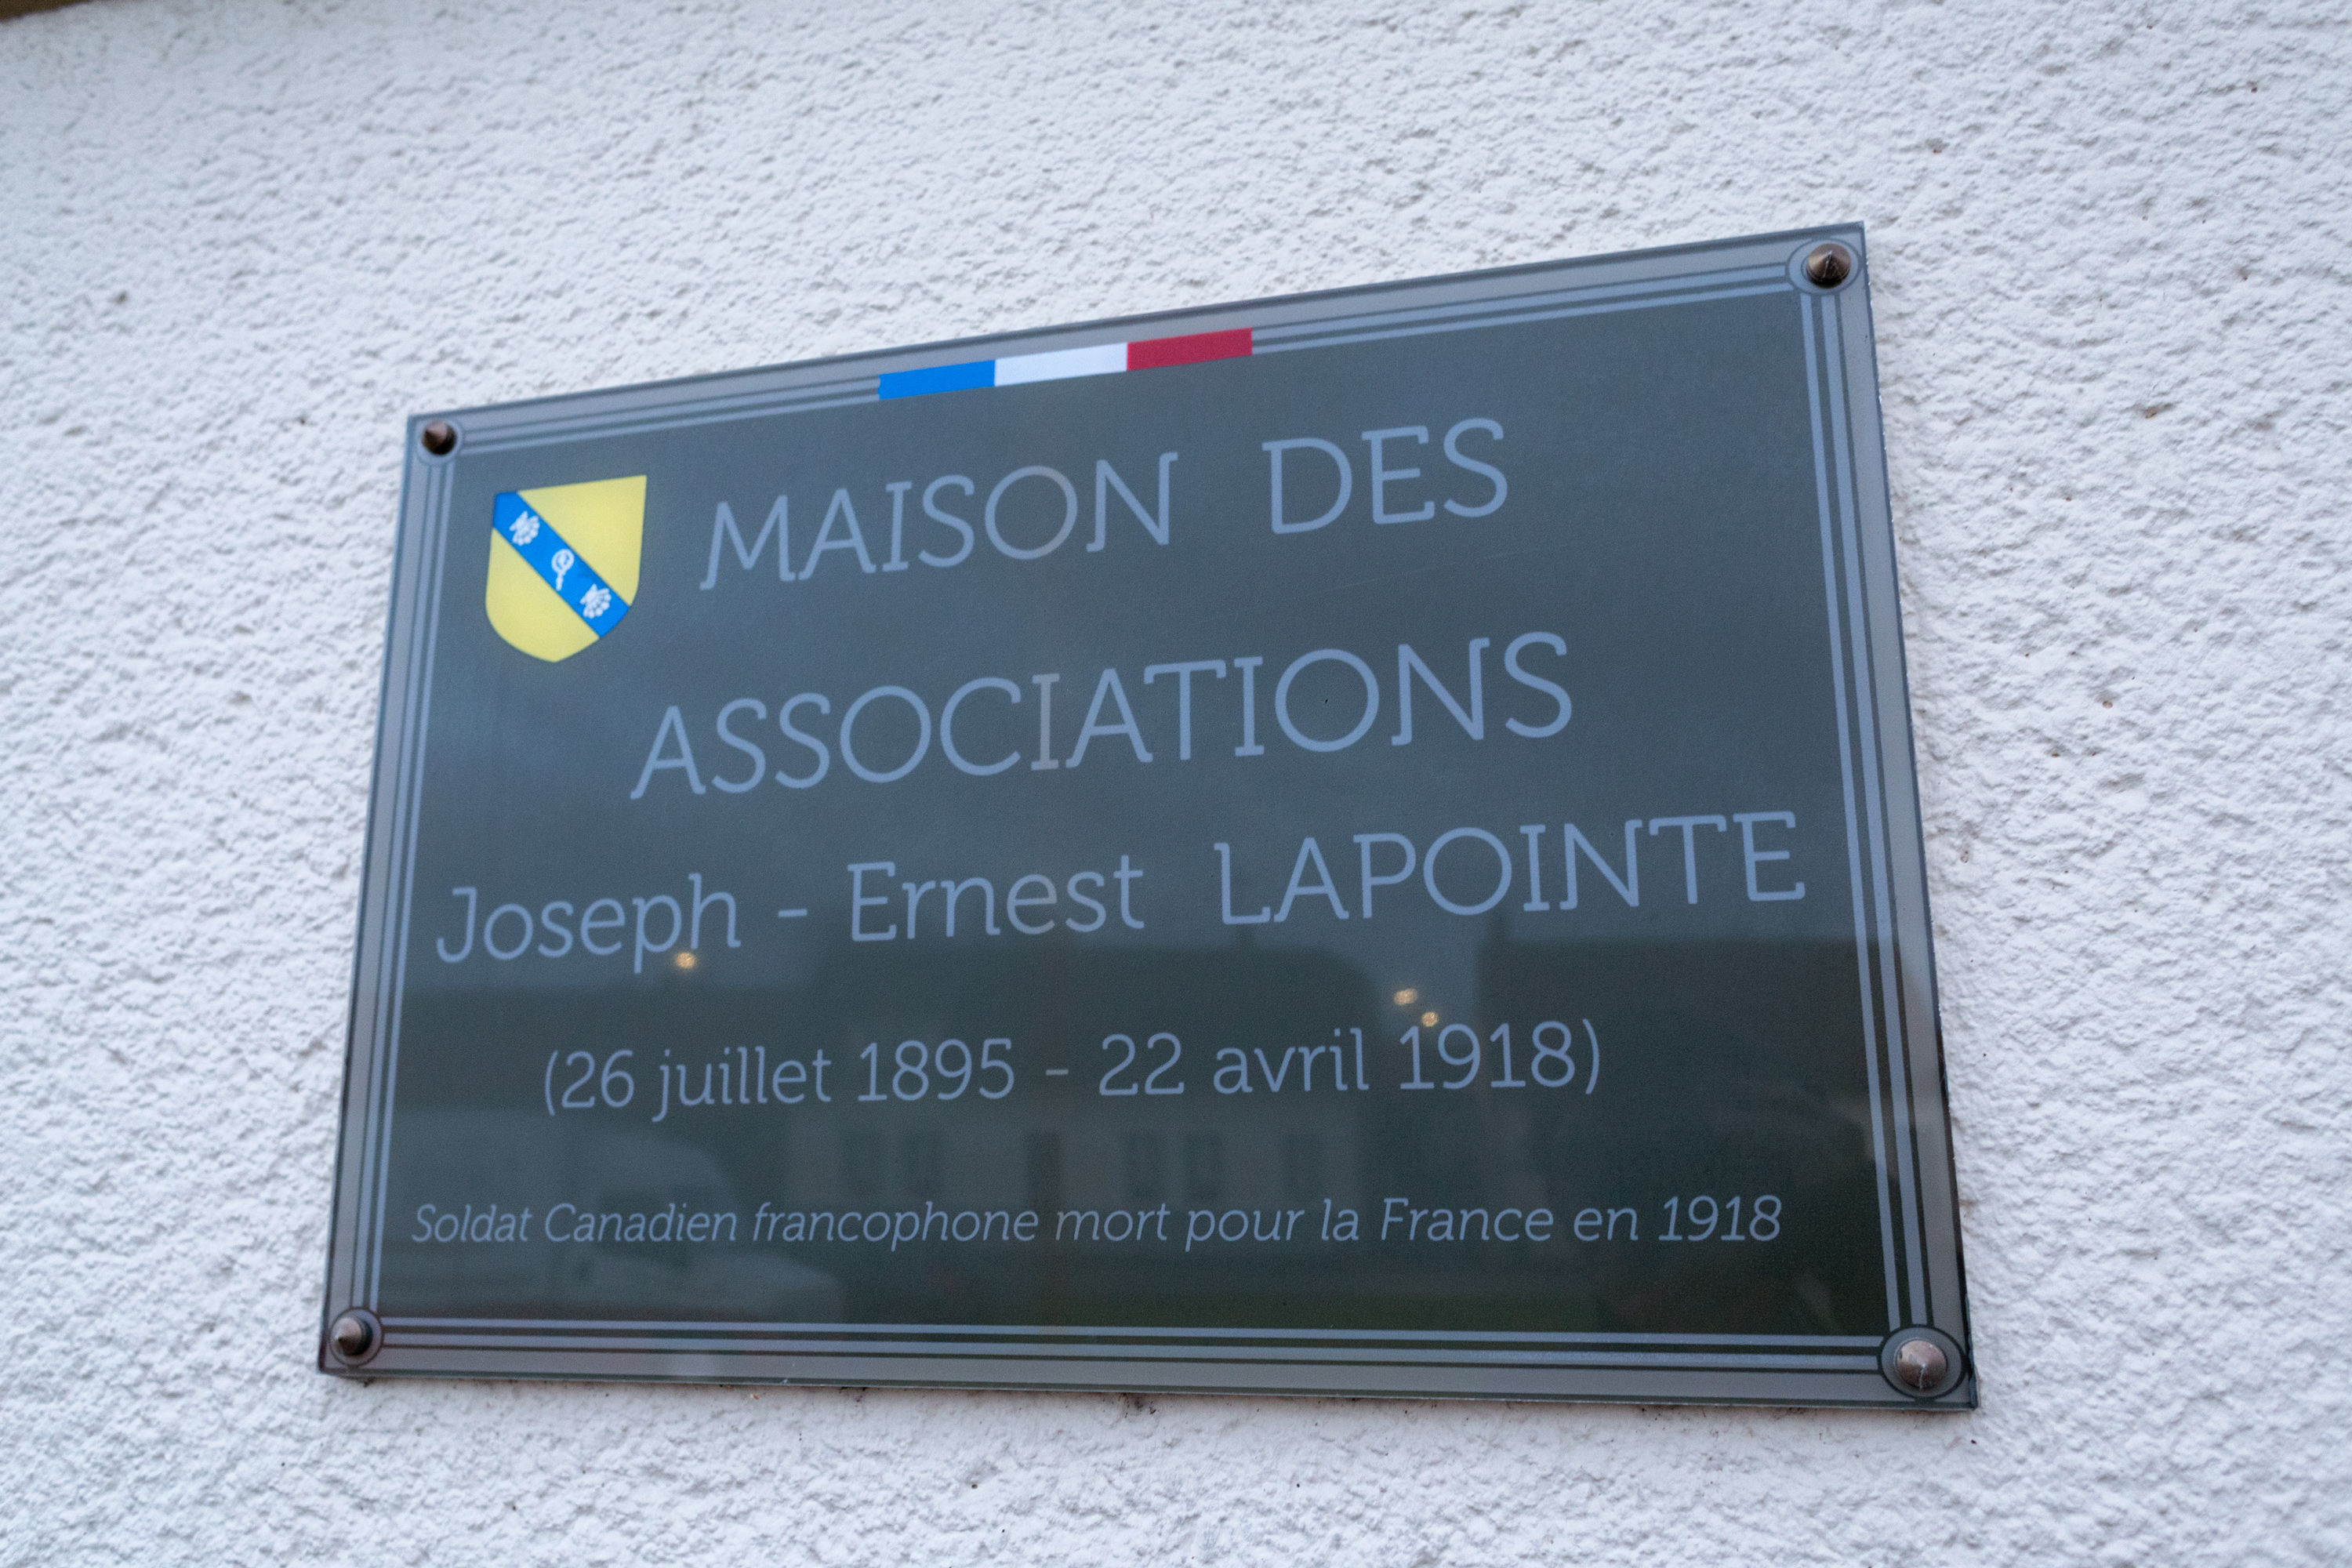 MAISON DES
ASSOCIATIONS
Joseph - Ernest LAPOINTE
(26 juillet 1895 - 22 avril 1918)
Soldat Canadien francophone mort pour la France en 1918